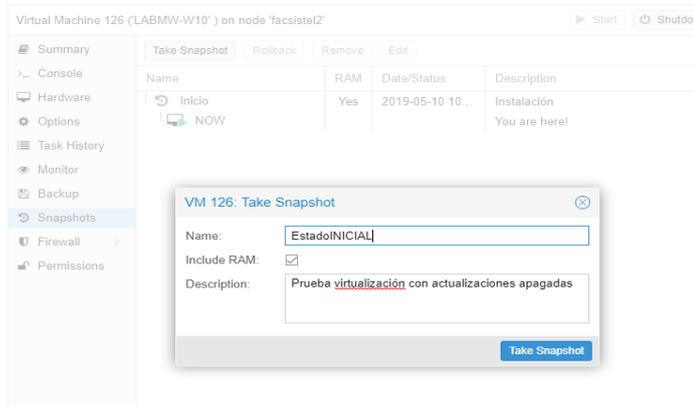 Virtual Machine 126 ('LABMW-W10' ) on node 'facsistel2'
Start
Shutdo
Summary
Console
Hardware
Options
Task History
Monitor
Backup
Snapshots
Firewall
Permissions
Take Snapshot Rollback Remove Edit
Name RAM Date/Status Description
Inicio Yes 2019-05-10 10... Instalación
NOW You are here!
VM 126: Take Snapshot
Name: EstadoINICIAL
Include RAM:
Description: Prueba virtualización con actualizaciones apagadas
Take Snapshot